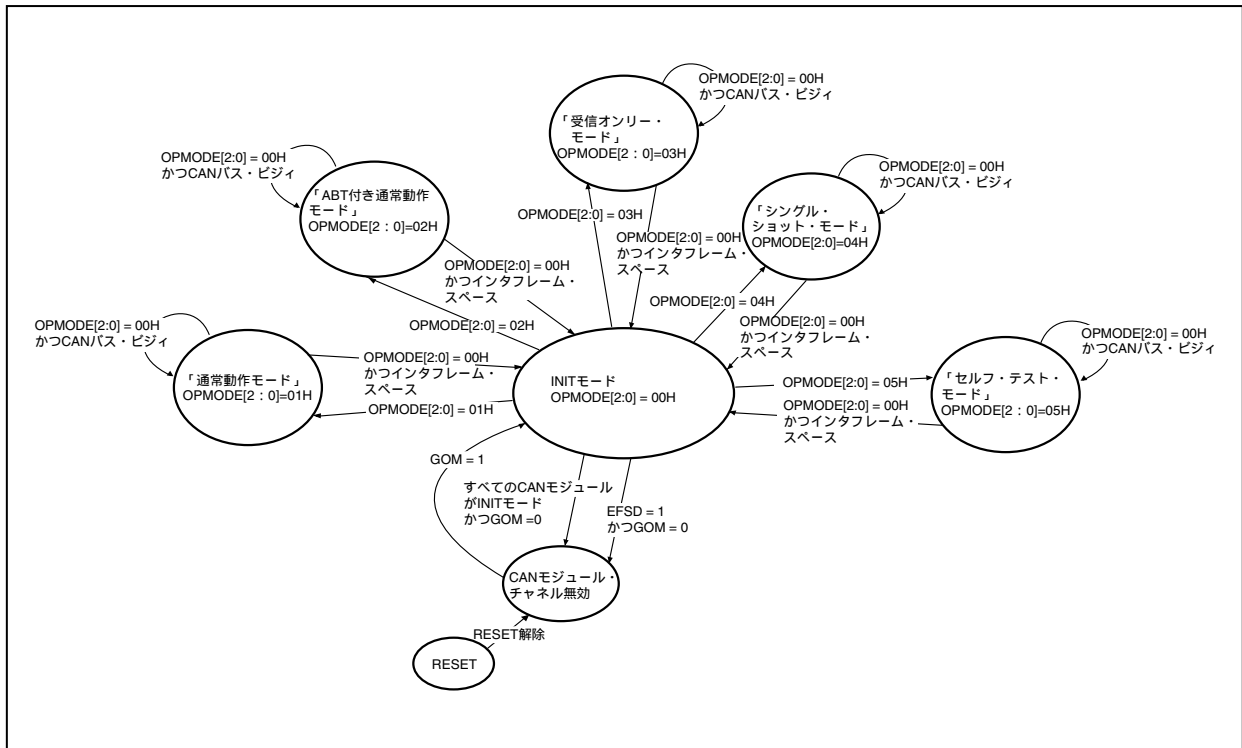 OPMODE[2:0] = 00H
かつCANバス・ビジィ
「受信オンリー・
モード」
OPMODE[2 : 0]=03H
OPMODE[2:0] = 00H
かつCANバス・ビジィ
「ABT付き通常動作
モード」
OPMODE[2 : 0]=02H
OPMODE[2:0] = 00H
かつCANバス・ビジィ
「シングル・
ショット・モード」
OPMODE[2:0]=04H
OPMODE[2:0] = 03H
OPMODE[2:0] = 00H
かつインタフレーム・
スペース
OPMODE[2:0] = 00H
かつインタフレーム・
スペース
OPMODE[2:0] = 04H
OPMODE[2:0] = 02H
OPMODE[2:0] = 00H
かつインタフレーム・
スペース
OPMODE[2:0] = 00H
かつCANバス・ビジィ
「通常動作モード」
OPMODE[2 : 0]=01H
OPMODE[2:0] = 00H
かつインタフレーム・
スペース
OPMODE[2:0] = 01H
INITモード
OPMODE[2:0] = 00H
OPMODE[2:0] = 05H
OPMODE[2:0] = 00H
かつインタフレーム・
スペース
OPMODE[2:0] = 00H
かつCANバス・ビジィ
「セルフ・テスト・
モード」
OPMODE[2 : 0]=05H
GOM = 1
すべてのCANモジュール
がINITモード
かつGOM =0
EFSD = 1
かつGOM = 0
CANモジュール・
チャネル無効
RESET解除
RESET